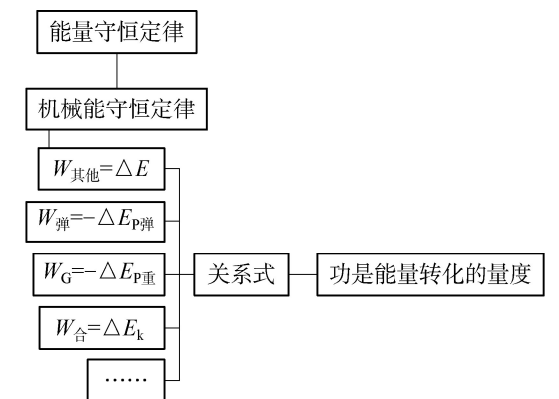 能量守恒定律
机械能守恒定律
W其他=△E
W弹=-△EP弹
WG=-△EP重
关系式
功是能量转化的量度
W合=△Ek
……